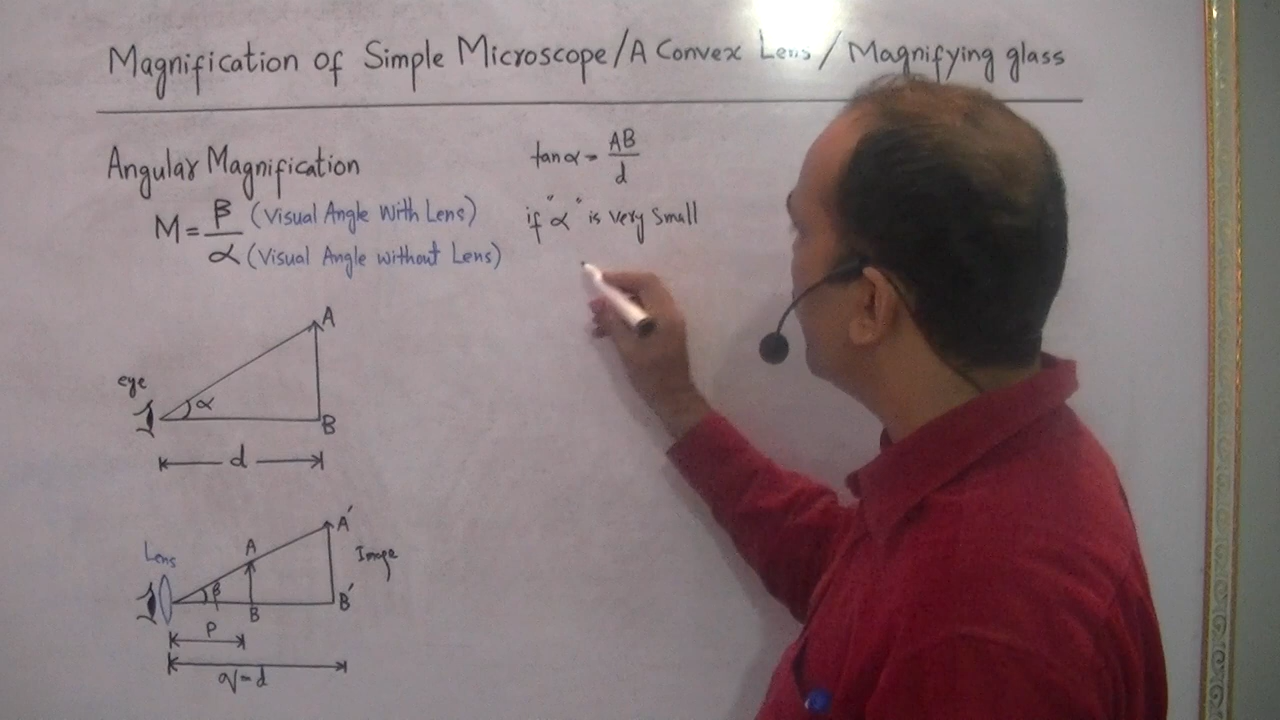 Magnification of Simple Microscope/A Convex Lens/Magnifying glass
Angular Magnification
M = β (Visual Angle With Lens)
α (Visual Angle without Lens)
tanα = AB
d
if "α" is very Small
A
eye
α
B
d
A'
Lens
A
Image
β
B
B'
P
q = d